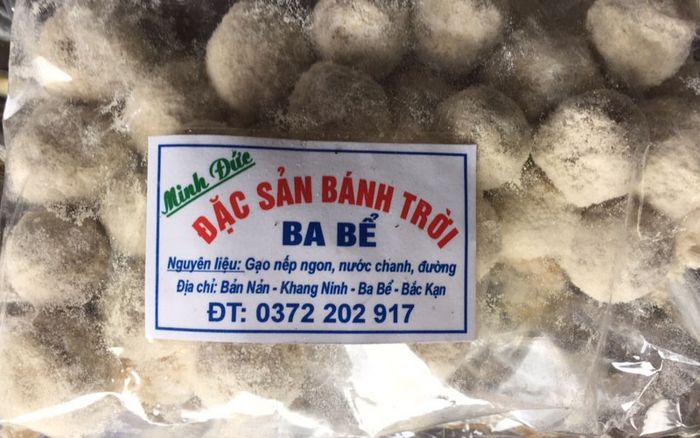 Minh Đức
ĐẶC SẢN BÁNH TRỜI
BA BỂ
Nguyên liệu: Gạo nếp ngon, nước chanh, đường
Địa chỉ: Bản Nản - Khang Ninh - Ba Bể - Bắc Kạn
ĐT: 0372 202 917